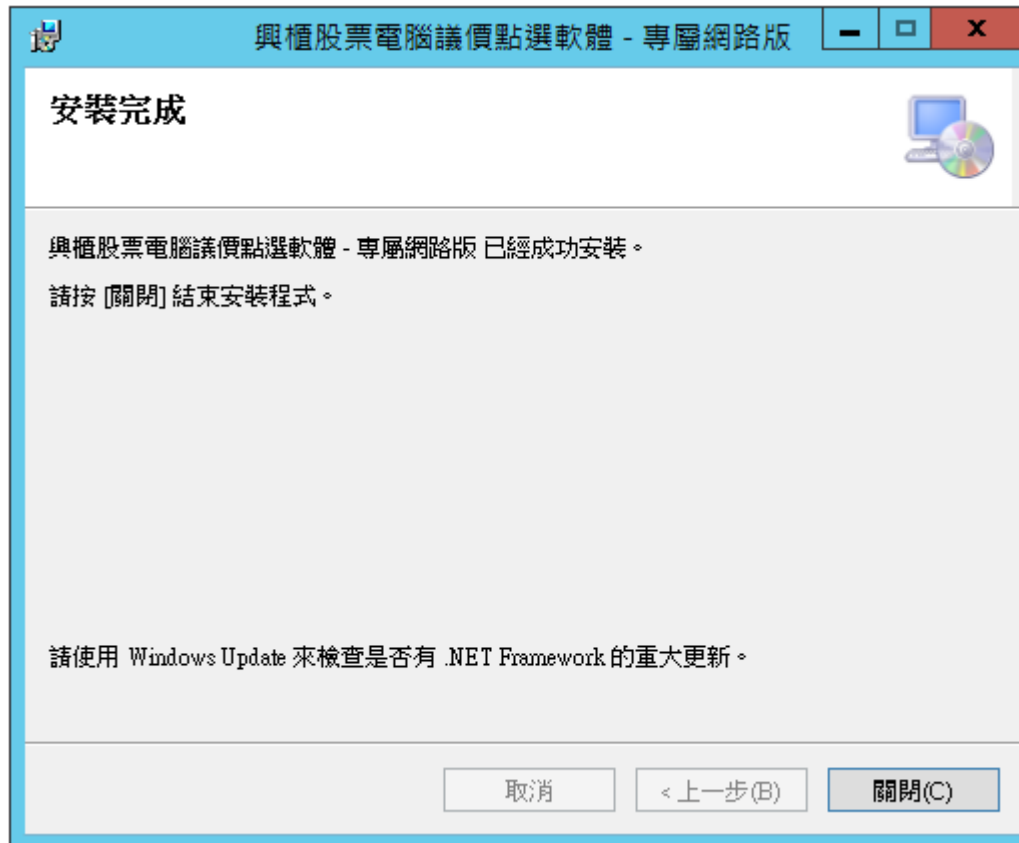 興櫃股票電腦議價點選軟體 - 專屬網路版
安裝完成
興櫃股票電腦議價點選軟體 - 專屬網路版 已經成功安裝。
請按 [關閉] 結束安裝程式。
請使用 Windows Update 來檢查是否有 .NET Framework 的重大更新。
取消
< 上一步(B)
關閉(C)